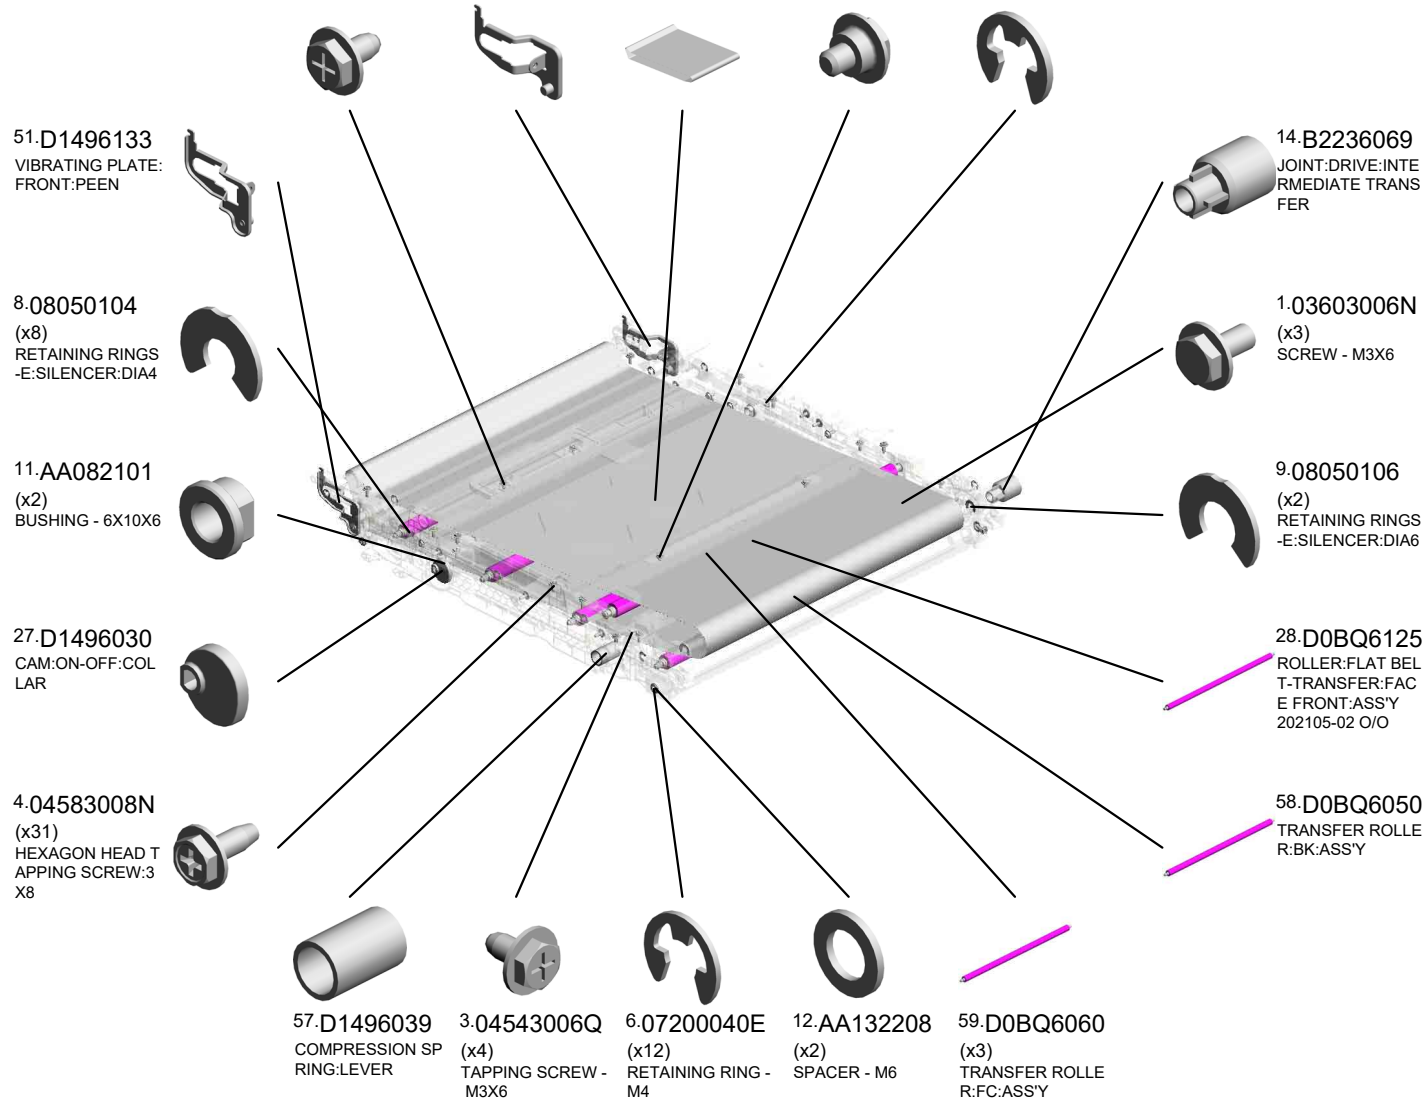 51.D1496133
VIBRATING PLATE:
FRONT:PEEN
8.08050104
(x8)
RETAINING RINGS
-E:SILENCER:DIA4
11.AA082101
(x2)
BUSHING - 6X10X6
27.D1496030
CAM:ON-OFF:COL
LAR
4.04583008N
(x31)
HEXAGON HEAD T
APPING SCREW:3
X8
14.B2236069
JOINT:DRIVE:INTE
RMEDIATE TRANS
FER
1.03603006N
(x3)
SCREW - M3X6
9.08050106
(x2)
RETAINING RINGS
-E:SILENCER:DIA6
28.D0BQ6125
ROLLER:FLAT BEL
T-TRANSFER:FAC
E FRONT:ASS'Y
202105-02 O/O
58.D0BQ6050
TRANSFER ROLLE
R:BK:ASS'Y
57.D1496039
COMPRESSION SP
RING:LEVER
3.04543006Q
(x4)
TAPPING SCREW -
M3X6
6.07200040E
(x12)
RETAINING RING -
M4
12.AA132208
(x2)
SPACER - M6
59.D0BQ6060
(x3)
TRANSFER ROLLE
R:FC:ASS'Y